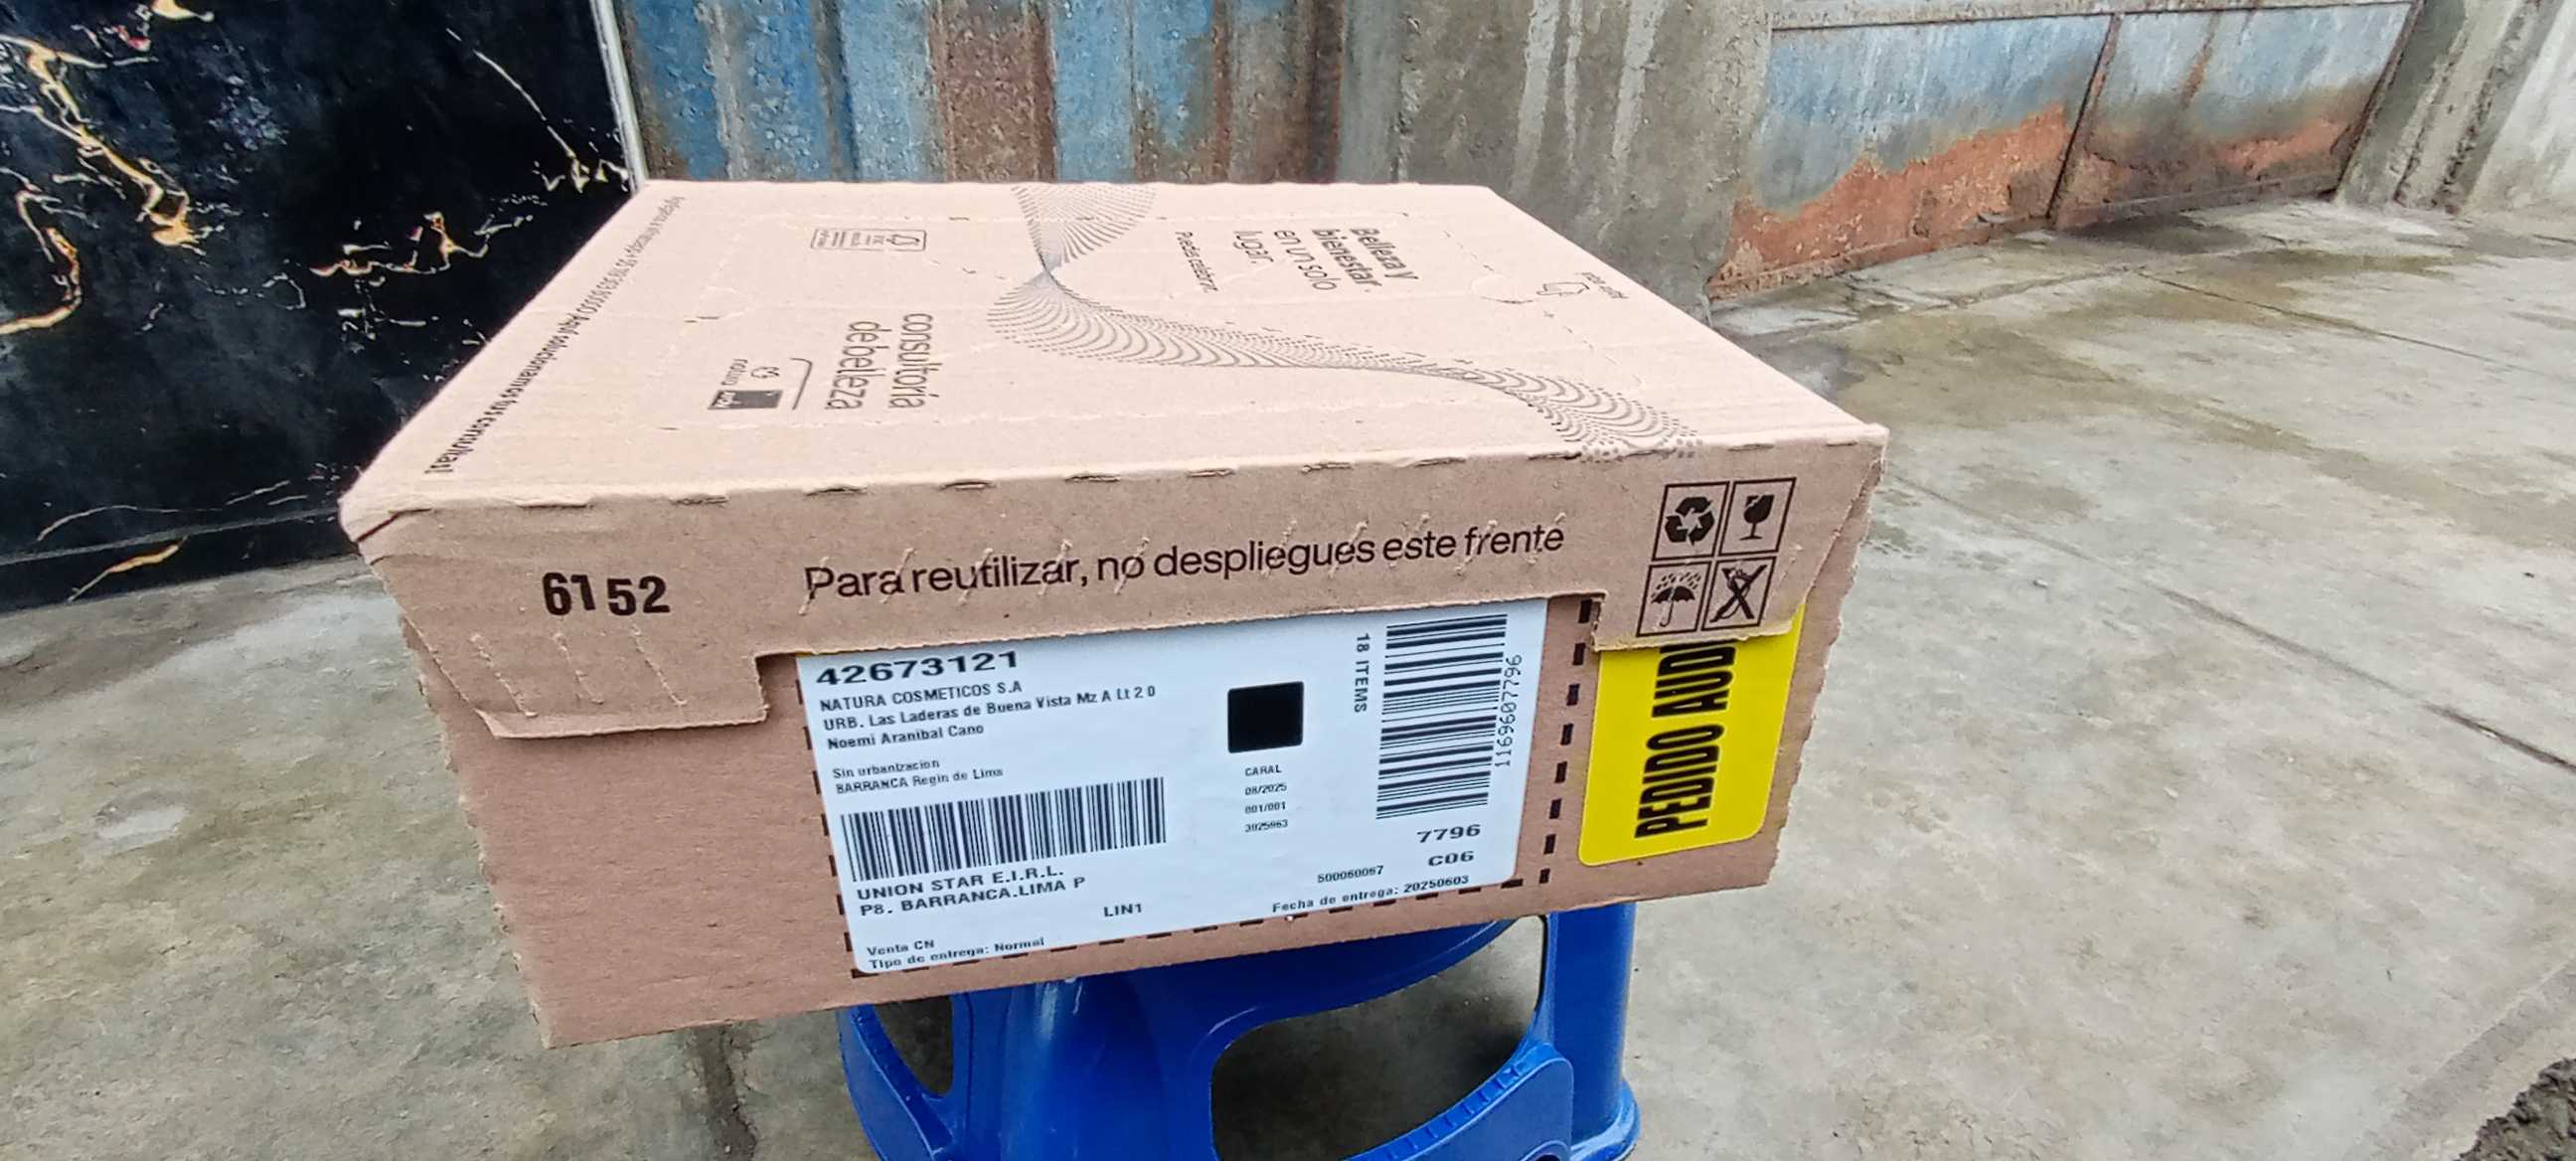 Belleza y
bienestar
en un solo
lugar.
consultoría
de belleza
natura
6152
Para reutilizar, no despliegues este frente
42673121
NATURA COSMETICOS S.A
URB. Las Laderas de Buena Vista Mz A Lt 2 0
Noemi Aranibal Cano
Sin urbanizacion
BARRANCA Regin de Lima
UNION STAR E.I.R.L.
P8. BARRANCA.LIMA P
LIN1
Venta CN
Tipo de entrega: Normal
CARAL
08/2025
001/001
3025963
18 ITEMS
1169607796
7796
C06
500060067
Fecha de entrega: 20250603
PEDIDO AUDI